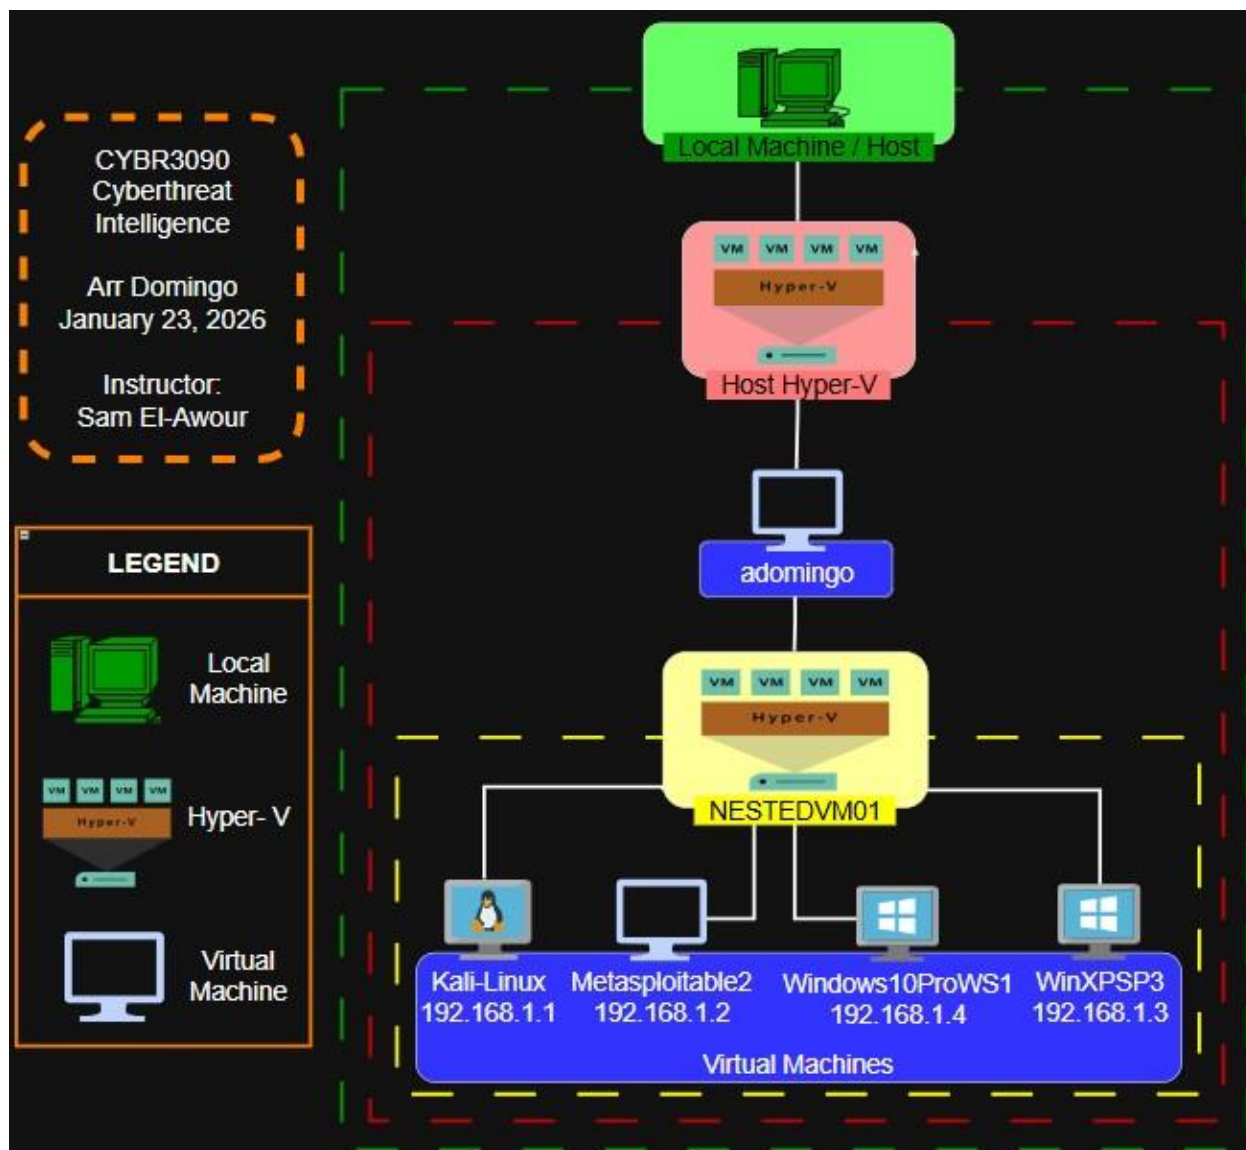 CYBR3090
Cyberthreat
Intelligence
Arr Domingo
January 23, 2026
Instructor:
Sam El-Awour
LEGEND
Local
Machine
VM VM VM VM
Hyper-V
Hyper- V
Virtual
Machine
Local Machine / Host
VM VM VM VM
Hyper-V
Host Hyper-V
adomingo
VM VM VM VM
Hyper-V
NESTEDVM01
Kali-Linux Metasploitable2 Windows10ProWS1 WinXPSP3
192.168.1.1 192.168.1.2 192.168.1.4 192.168.1.3
Virtual Machines